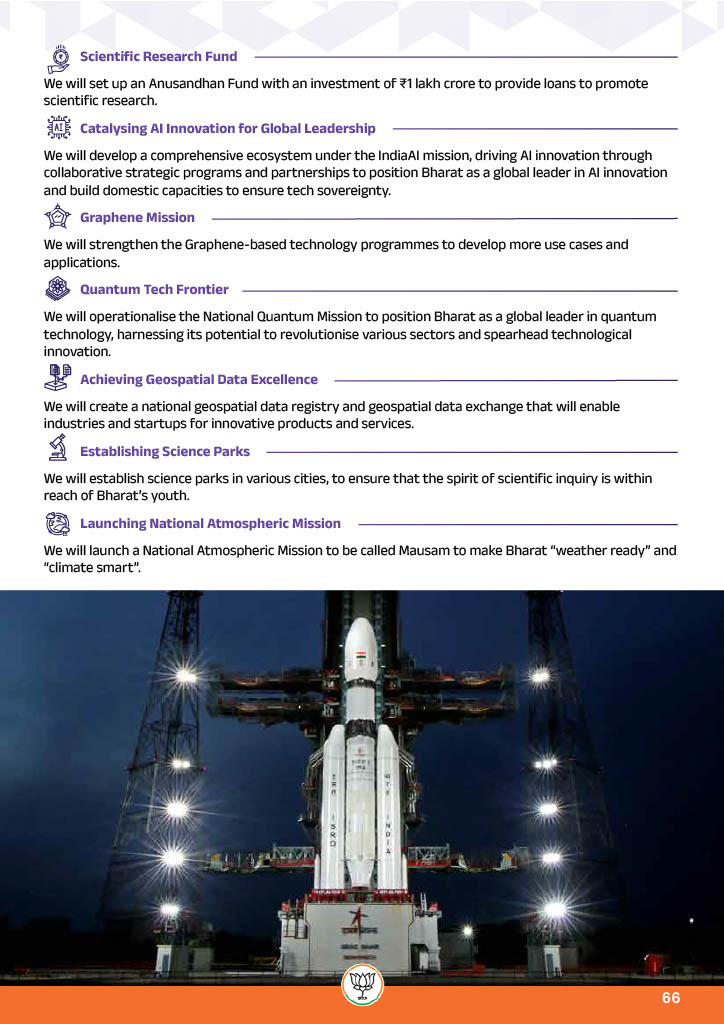 Scientific Research Fund
We will set up an Anusandhan Fund with an investment of ₹1 lakh crore to provide loans to promote
scientific research.
AI
Catalysing AI Innovation for Global Leadership
We will develop a comprehensive ecosystem under the IndiaAI mission, driving AI innovation through
collaborative strategic programs and partnerships to position Bharat as a global leader in AI innovation
and build domestic capacities to ensure tech sovereignty.
Graphene Mission
We will strengthen the Graphene-based technology programmes to develop more use cases and
applications.
Quantum Tech Frontier
We will operationalise the National Quantum Mission to position Bharat as a global leader in quantum
technology, harnessing its potential to revolutionise various sectors and spearhead technological
innovation.
Achieving Geospatial Data Excellence
We will create a national geospatial data registry and geospatial data exchange that will enable
industries and startups for innovative products and services.
Establishing Science Parks
We will establish science parks in various cities, to ensure that the spirit of scientific inquiry is within
reach of Bharat’s youth.
Launching National Atmospheric Mission
We will launch a National Atmospheric Mission to be called Mausam to make Bharat “weather ready” and
“climate smart”.
ISRO
INDIA
66